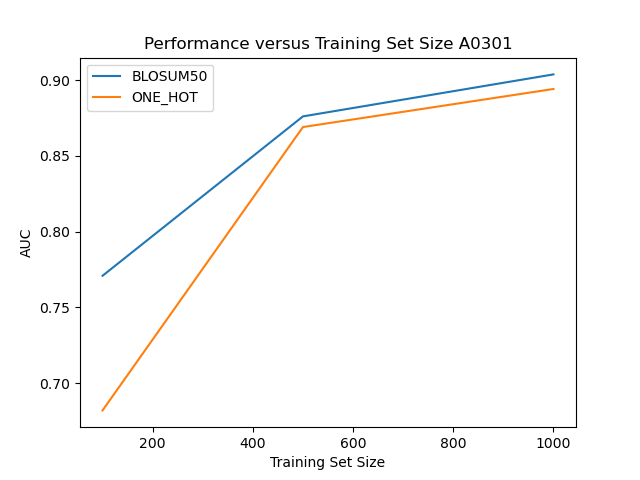 Performance versus Training Set Size A0301
BLOSUM50
ONE_HOT
0.90
0.85
0.80
0.75
0.70
AUC
200 400 600 800 1000
Training Set Size